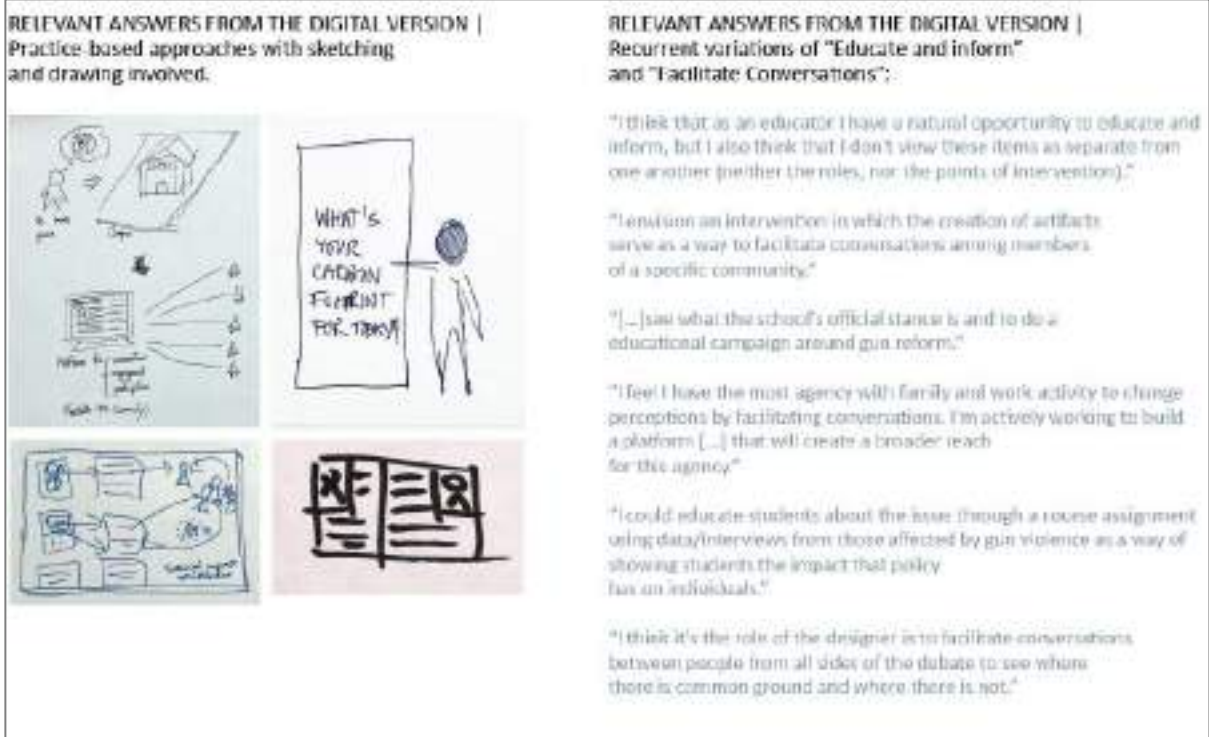 RELEVANT ANSWERS FROM THE DIGITAL VERSION |
Practice-based approaches with sketching
and drawing involved.
WHAT'S
YOUR
CARBON
FOOTPRINT
FOR TODAY?
RELEVANT ANSWERS FROM THE DIGITAL VERSION |
Recurrent variations of "Educate and inform"
and "Facilitate Conversations":
"I think that as an educator I have a natural opportunity to educate and
inform, but I also think that I don't view these items as separate from
one another (neither the roles, nor the points of intervention)."
"I envision an intervention in which the creation of artifacts
serve as a way to facilitate conversations among members
of a specific community."
"[...]see what the school's official stance is and to do a
educational campaign around gun reform."
"I feel I have the most agency with family and work activity to change
perceptions by facilitating conversations. I'm actively working to build
a platform [...] that will create a broader reach
for this agency."
"I could educate students about the issue through a course assignment
using data/interviews from those affected by gun violence as a way of
showing students the impact that policy
has on individuals."
"I think it's the role of the designer is to facilitate conversations
between people from all sides of the debate to see where
there is common ground and where there is not."